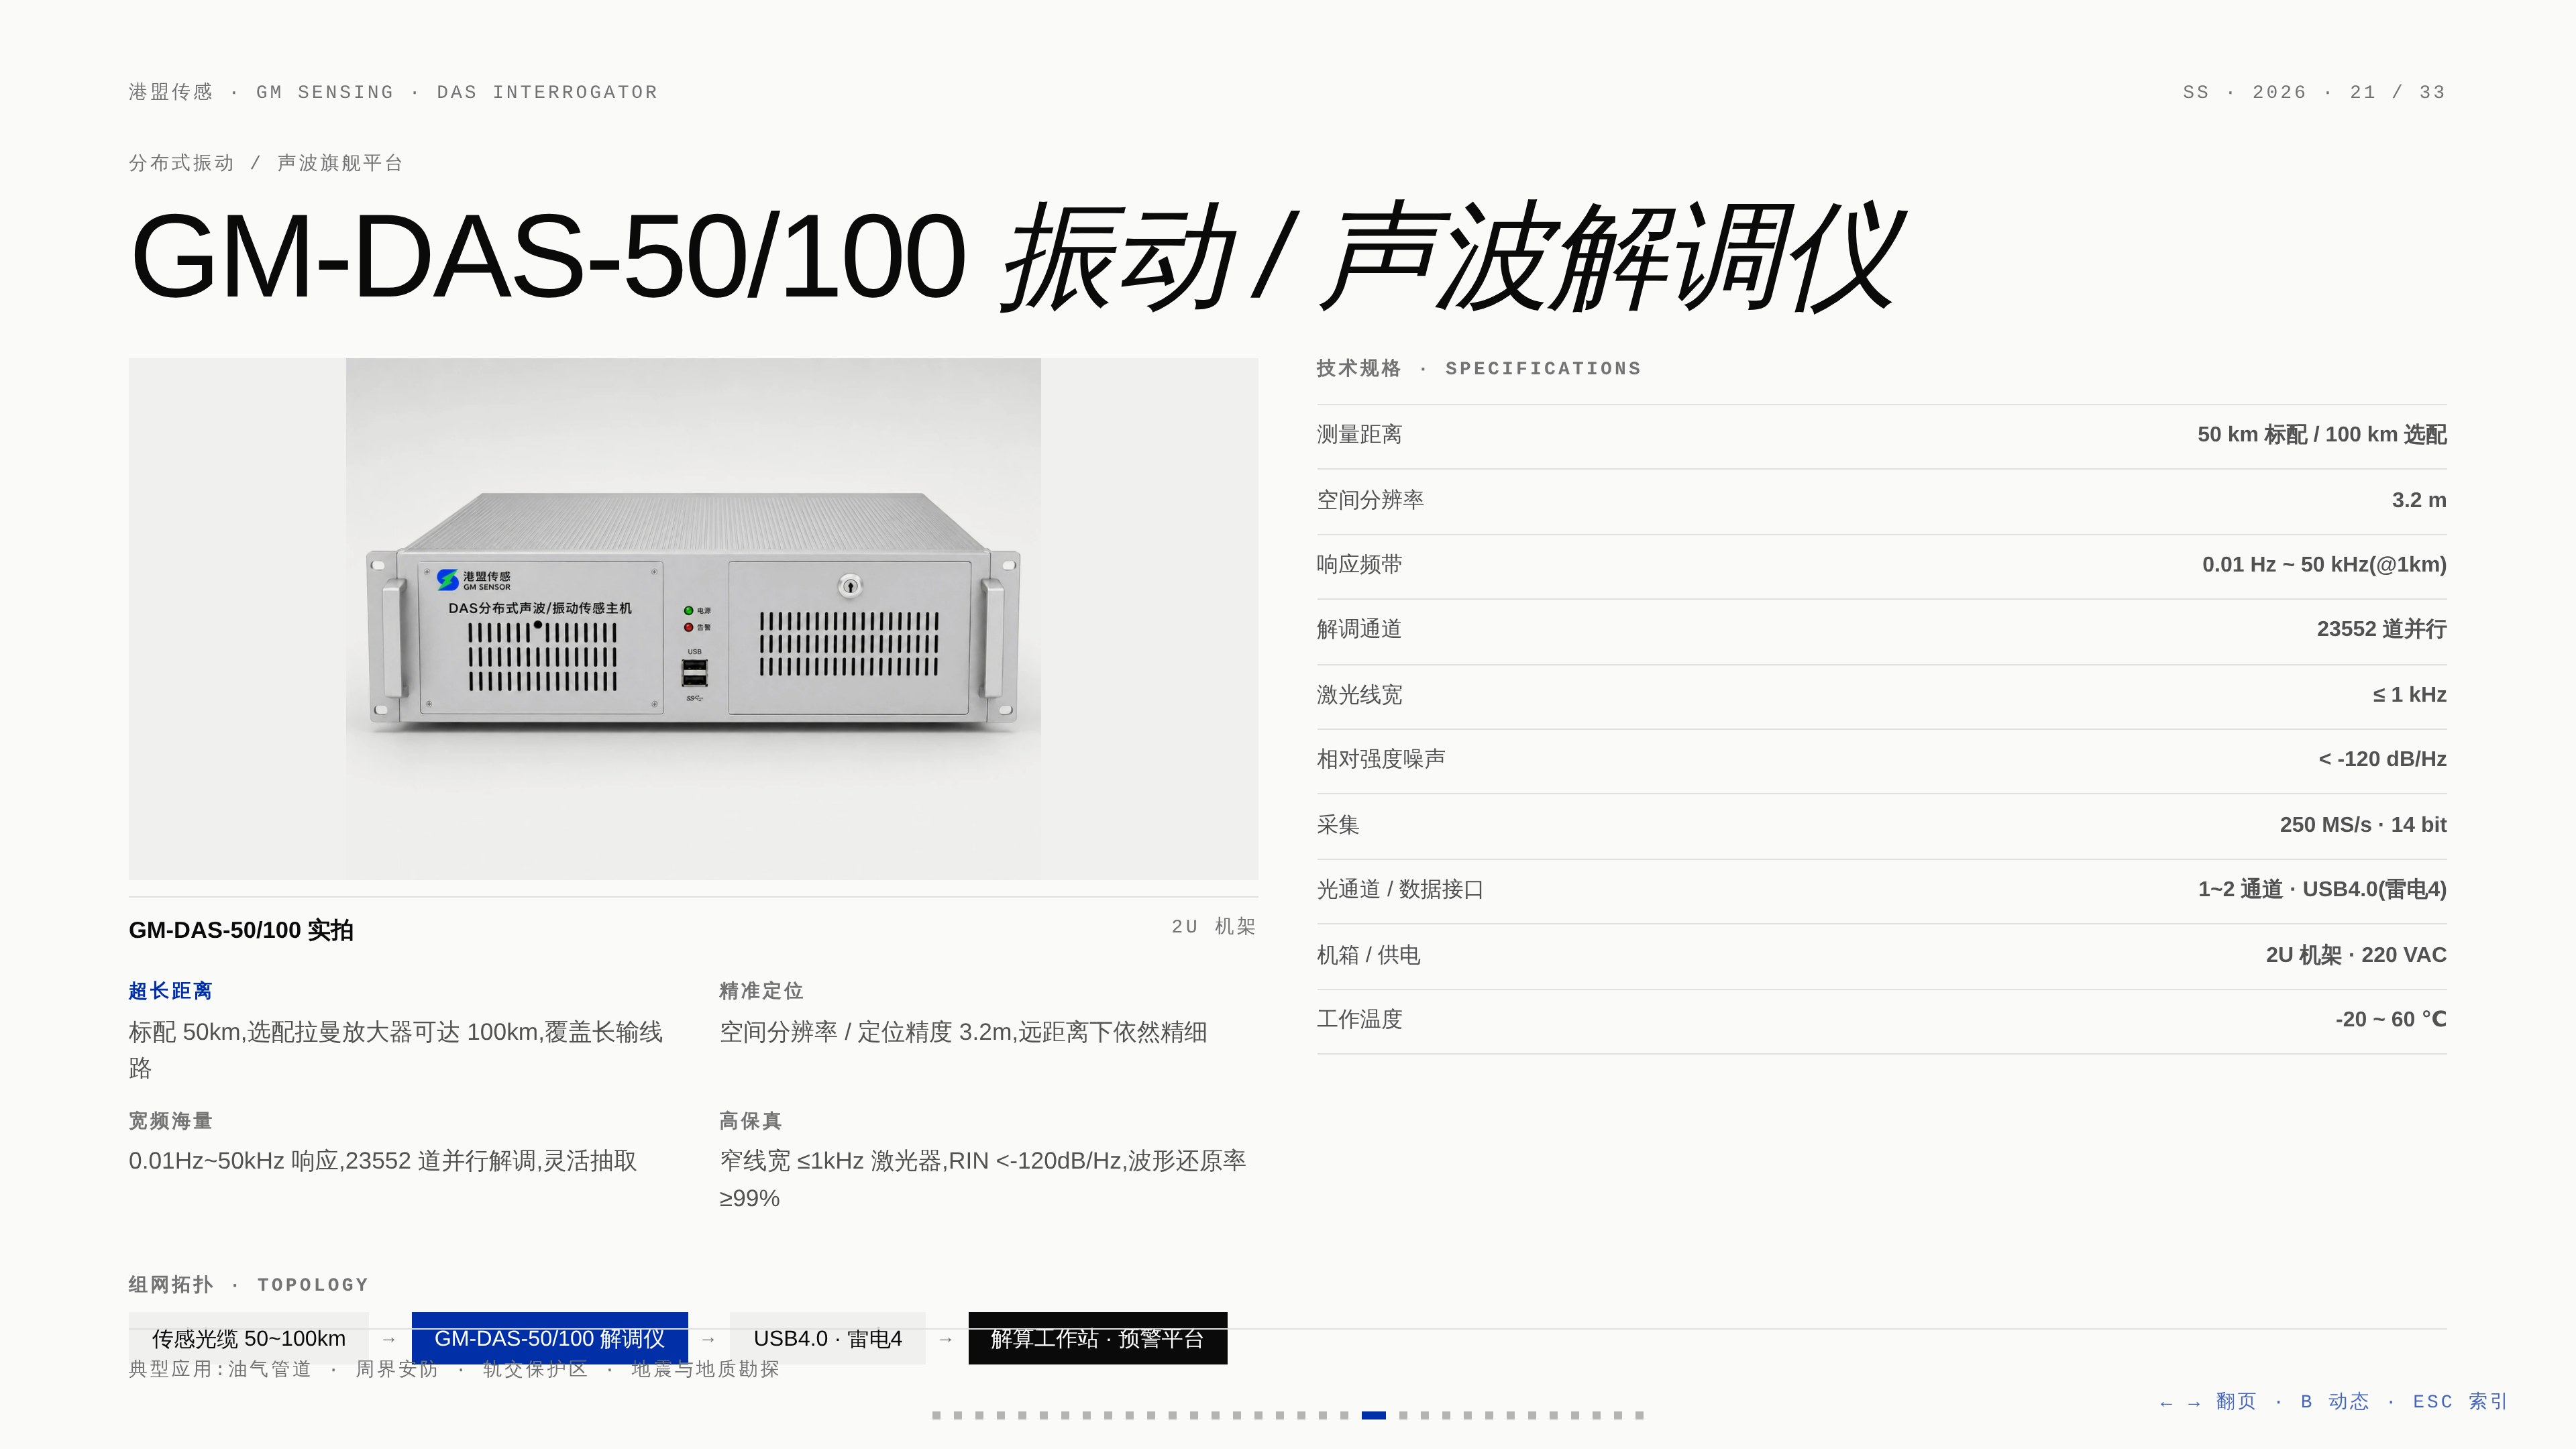 港盟传感 · GM SENSING · DAS INTERROGATOR
SS · 2026 · 21 / 33
分布式振动 / 声波旗舰平台
GM-DAS-50/100 振动 / 声波解调仪
港盟传感
GM SENSOR
DAS分布式声波/振动传感主机
电源
告警
USB
SS
GM-DAS-50/100 实拍
2U 机架
超长距离
标配 50km,选配拉曼放大器可达 100km,覆盖长输线
路
精准定位
空间分辨率 / 定位精度 3.2m,远距离下依然精细
宽频海量
0.01Hz~50kHz 响应,23552 道并行解调,灵活抽取
高保真
窄线宽 ≤1kHz 激光器,RIN <-120dB/Hz,波形还原率
≥99%
技术规格 · SPECIFICATIONS
测量距离 50 km 标配 / 100 km 选配
空间分辨率 3.2 m
响应频带 0.01 Hz ~ 50 kHz(@1km)
解调通道 23552 道并行
激光线宽 ≤ 1 kHz
相对强度噪声 < -120 dB/Hz
采集 250 MS/s · 14 bit
光通道 / 数据接口 1~2 通道 · USB4.0(雷电4)
机箱 / 供电 2U 机架 · 220 VAC
工作温度 -20 ~ 60 ℃
组网拓扑 · TOPOLOGY
传感光缆 50~100km → GM-DAS-50/100 解调仪 → USB4.0 · 雷电4 → 解算工作站 · 预警平台
典型应用:油气管道 · 周界安防 · 轨交保护区 · 地震与地质勘探
← → 翻页 · B 动态 · ESC 索引